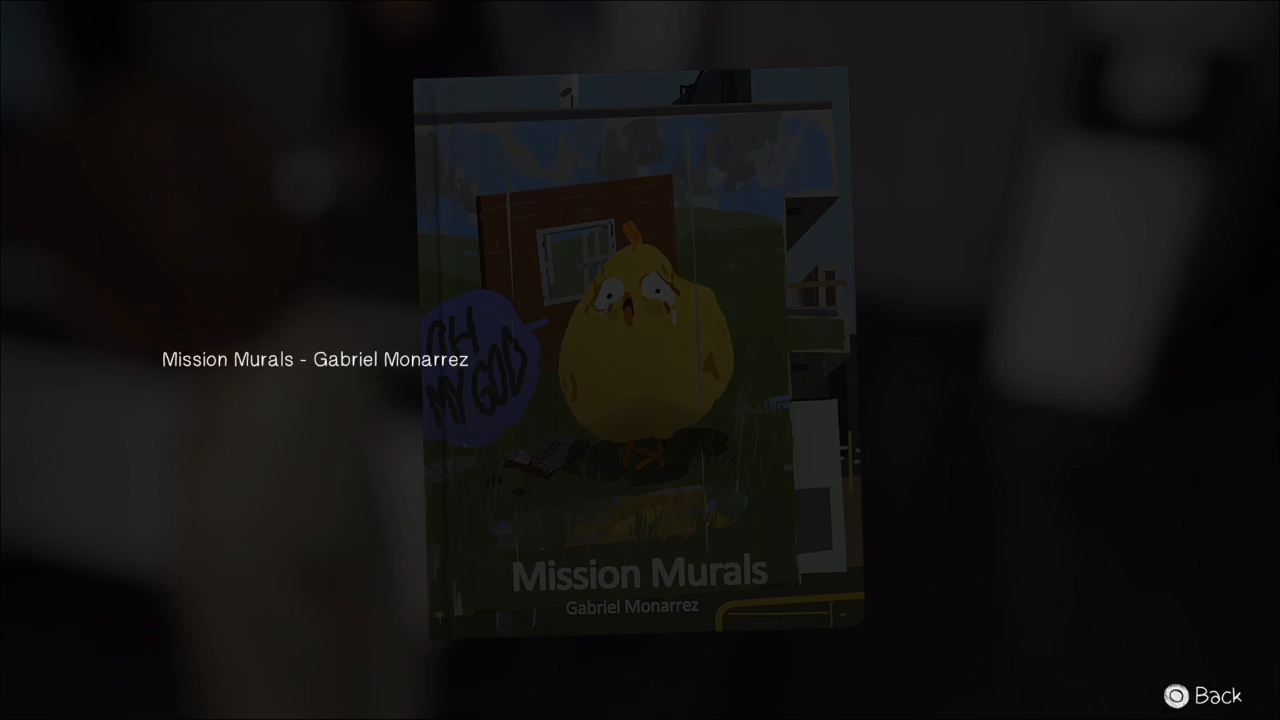 OH
MY GOD
Mission Murals - Gabriel Monarrez
Mission Murals
Gabriel Monarrez
Back